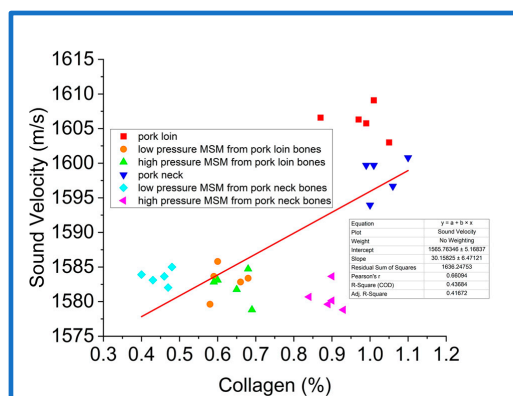 1615
1610
1605
1600
1595
1590
1585
1580
1575
Sound Velocity (m/s)
pork loin
low pressure MSM from pork loin bones
high pressure MSM from pork loin bones
pork neck
low pressure MSM from pork neck bones
high pressure MSM from pork neck bones
Equation y = a + b × x
Plot Sound Velocity
Weight No Weighting
Intercept 1565.76346 ± 5.16837
Slope 30.15825 ± 6.47121
Residual Sum of Squares 1636.24753
Pearson's r 0.66094
R-Square (COD) 0.43684
Adj. R-Square 0.41672
0.3 0.4 0.5 0.6 0.7 0.8 0.9 1.0 1.1 1.2
Collagen (%)